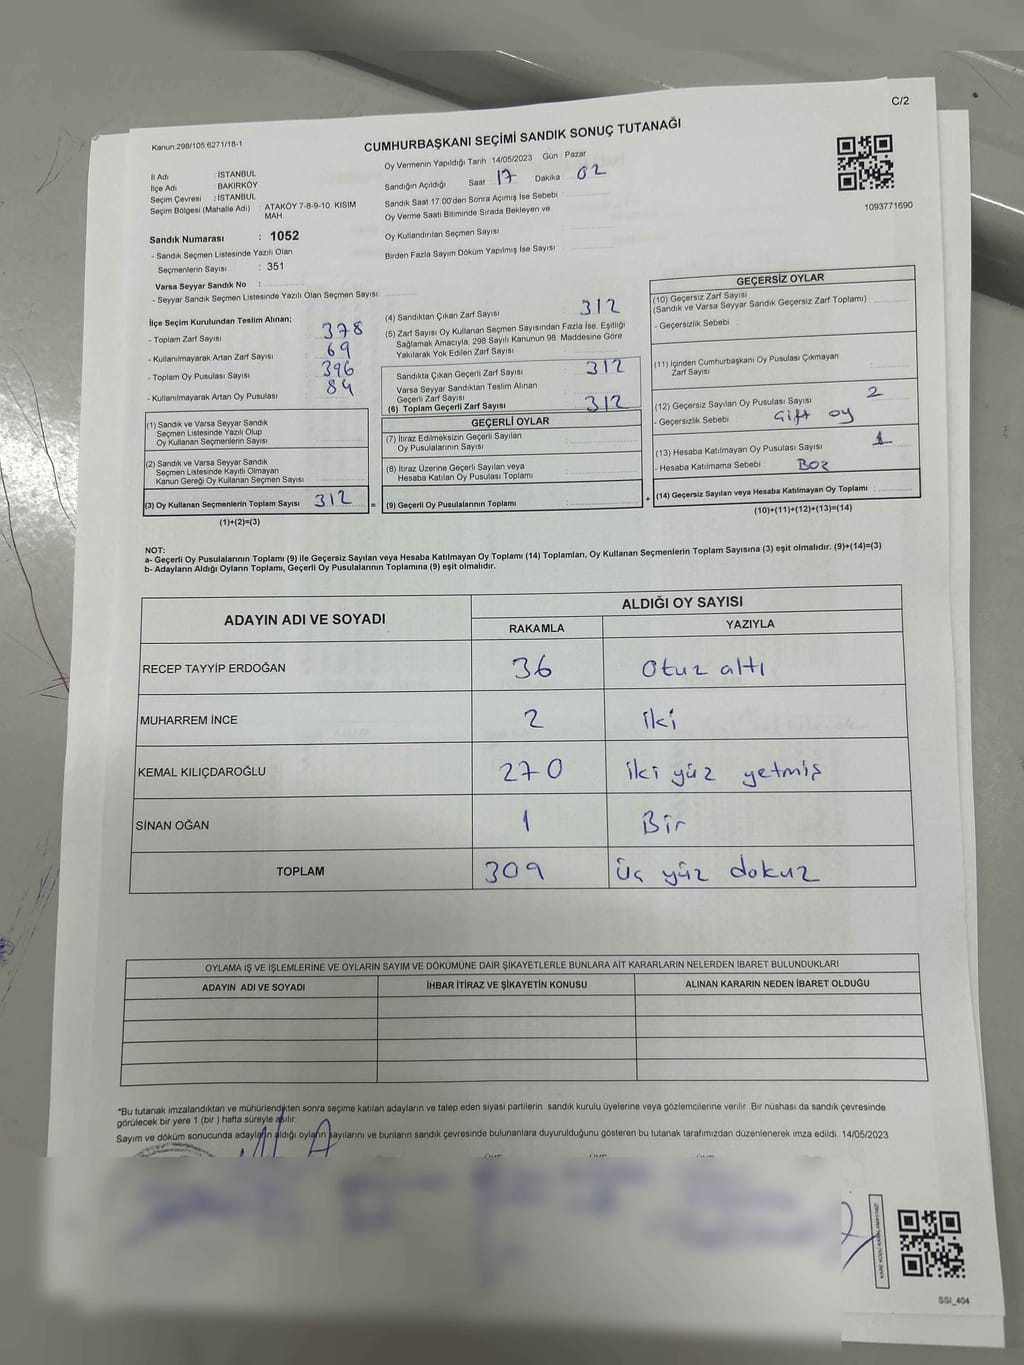 C/2
Kanun:298/105,6271/18-1
CUMHURBAŞKANI SEÇİMİ SANDIK SONUÇ TUTANAĞI
İl Adı : İSTANBUL
İlçe Adı : BAKIRKÖY
Seçim Çevresi : İSTANBUL
Seçim Bölgesi (Mahalle Adı) : ATAKÖY 7-8-9-10. KISIM MAH.
Sandık Numarası : 1052
- Sandık Seçmen Listesinde Yazılı Olan
Seçmenlerin Sayısı : 351
Varsa Seyyar Sandık No :
- Seyyar Sandık Seçmen Listesinde Yazılı Olan Seçmen Sayısı:
Oy Vermenin Yapıldığı Tarih 14/05/2023 Gün : Pazar
Sandığın Açıldığı Saat 17 Dakika 02
Sandık Saat 17:00'den Sonra Açımış İse Sebebi :
Oy Verme Saati Bitiminde Sırada Bekleyen ve
Oy Kullandırılan Seçmen Sayısı :
Birden Fazla Sayım Döküm Yapılmış İse Sayısı :
1093771690
İlçe Seçim Kurulundan Teslim Alınan;
- Toplam Zarf Sayısı : 378
- Kullanılmayarak Artan Zarf Sayısı : 69
- Toplam Oy Pusulası Sayısı : 396
- Kullanılmayarak Artan Oy Pusulası : 84
(1) Sandık ve Varsa Seyyar Sandık
Seçmen Listesinde Yazılı Olup
Oy Kullanan Seçmenlerin Sayısı :
(2) Sandık ve Varsa Seyyar Sandık
Seçmen Listesinde Kayıtlı Olmayan
Kanun Gereği Oy Kullanan Seçmen Sayısı :
(3) Oy Kullanan Seçmenlerin Toplam Sayısı : 312
(1)+(2)=(3)
=
(4) Sandıktan Çıkan Zarf Sayısı : 312
(5) Zarf Sayısı Oy Kullanan Seçmen Sayısından Fazla İse, Eşitliği
Sağlamak Amacıyla; 298 Sayılı Kanunun 98. Maddesine Göre
Yakılarak Yok Edilen Zarf Sayısı :
Sandıkta Çıkan Geçerli Zarf Sayısı : 312
Varsa Seyyar Sandıktan Teslim Alınan
Geçerli Zarf Sayısı :
(6) Toplam Geçerli Zarf Sayısı : 312
GEÇERLİ OYLAR
(7) İtiraz Edilmeksizin Geçerli Sayılan
Oy Pusulalarının Sayısı :
(8) İtiraz Üzerine Geçerli Sayılan veya
Hesaba Katılan Oy Pusulası Toplamı :
(9) Geçerli Oy Pusulalarının Toplamı :
+
GEÇERSİZ OYLAR
(10) Geçersiz Zarf Sayısı
(Sandık ve Varsa Seyyar Sandık Geçersiz Zarf Toplamı) :
- Geçersizlik Sebebi :
(11) İçinden Cumhurbaşkanı Oy Pusulası Çıkmayan
Zarf Sayısı :
(12) Geçersiz Sayılan Oy Pusulası Sayısı : 2
- Geçersizlik Sebebi : Çift oy
(13) Hesaba Katılmayan Oy Pusulası Sayısı : 1
- Hesaba Katılmama Sebebi : Boz
(14) Geçersiz Sayılan veya Hesaba Katılmayan Oy Toplamı :
(10)+(11)+(12)+(13)=(14)
NOT:
a- Geçerli Oy Pusulalarının Toplamı (9) ile Geçersiz Sayılan veya Hesaba Katılmayan Oy Toplamı (14) Toplamları, Oy Kullanan Seçmenlerin Toplam Sayısına (3) eşit olmalıdır. (9)+(14)=(3)
b- Adayların Aldığı Oyların Toplamı, Geçerli Oy Pusulalarının Toplamına (9) eşit olmalıdır.
ADAYIN ADI VE SOYADI
ALDIĞI OY SAYISI
RAKAMLA YAZIYLA
RECEP TAYYİP ERDOĞAN 36 Otuz altı
MUHARREM İNCE 2 iki
KEMAL KILIÇDAROĞLU 270 iki yüz yetmiş
SİNAN OĞAN 1 Bir
TOPLAM 309 üç yüz dokuz
OYLAMA İŞ VE İŞLEMLERİNE VE OYLARIN SAYIM VE DÖKÜMÜNE DAİR ŞİKAYETLERLE BUNLARA AİT KARARLARIN NELERDEN İBARET BULUNDUKLARI
ADAYIN ADI VE SOYADI İHBAR İTİRAZ VE ŞİKAYETİN KONUSU ALINAN KARARIN NEDEN İBARET OLDUĞU
*Bu tutanak imzalandıktan ve mühürlendikten sonra seçime katılan adayların ve talep eden siyasi partilerin sandık kurulu üyelerine veya gözlemcilerine verilir. Bir nüshası da sandık çevresinde
görülecek bir yere 1 (bir ) hafta süreyle asılır.
Sayım ve döküm sonucunda adayların aldığı oyların sayılarını ve bunların sandık çevresinde bulunanlara duyurulduğunu gösteren bu tutanak tarafımızdan düzenlenerek imza edildi. 14/05/2023
SSI_404